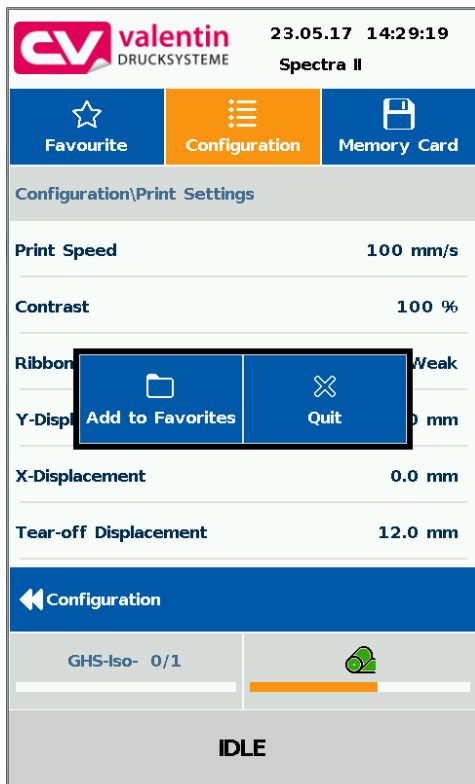 CV valentin 23.05.17 14:29:19
DRUCKSYSTEME Spectra II
Favourite Configuration Memory Card
Configuration\Print Settings
Print Speed 100 mm/s
Contrast 100 %
Ribbon Weak
Add to Favorites Quit
Y-Displ mm
X-Displacement 0.0 mm
Tear-off Displacement 12.0 mm
Configuration
GHS-Iso- 0/1
IDLE